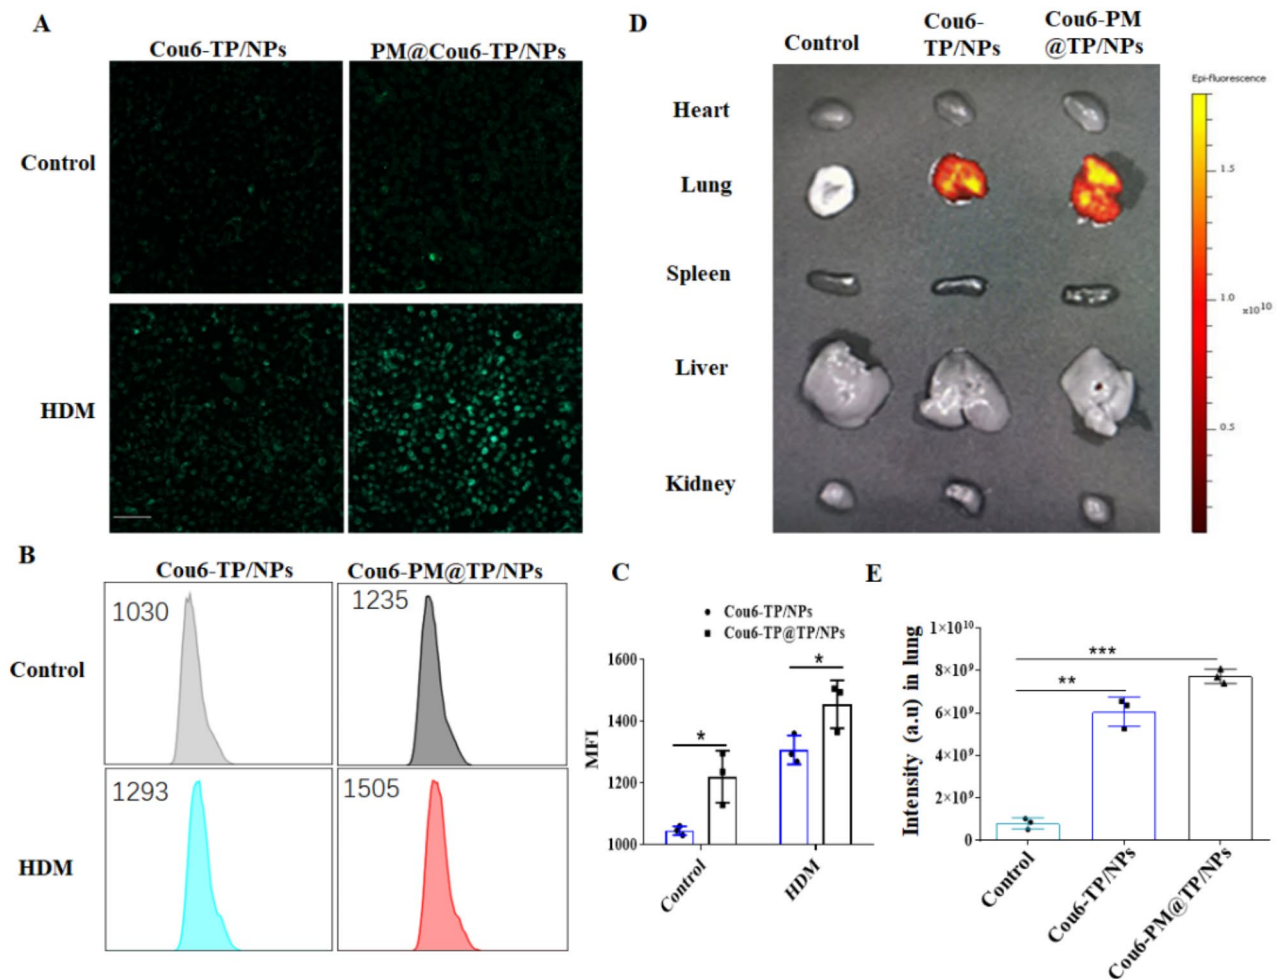 A
Cou6-TP/NPs
PM@Cou6-TP/NPs
Control
HDM
D
Control
Cou6-
TP/NPs
Cou6-PM
@TP/NPs
Heart
Lung
Spleen
Liver
Kidney
Epi-fluorescence
1.5
1.0
×10¹⁰
0.5
B
Cou6-TP/NPs
Cou6-PM@TP/NPs
Control
1030
1235
HDM
1293
1505
C
Cou6-TP/NPs
Cou6-TP@TP/NPs
MFI
1600
1400
1200
1000
*
*
Control
HDM
E
Intensity (a.u) in lung
1×10¹⁰
8×10⁹
6×10⁹
4×10⁹
2×10⁹
0
***
**
Control
Cou6-TP/NPs
Cou6-PM@TP/NPs